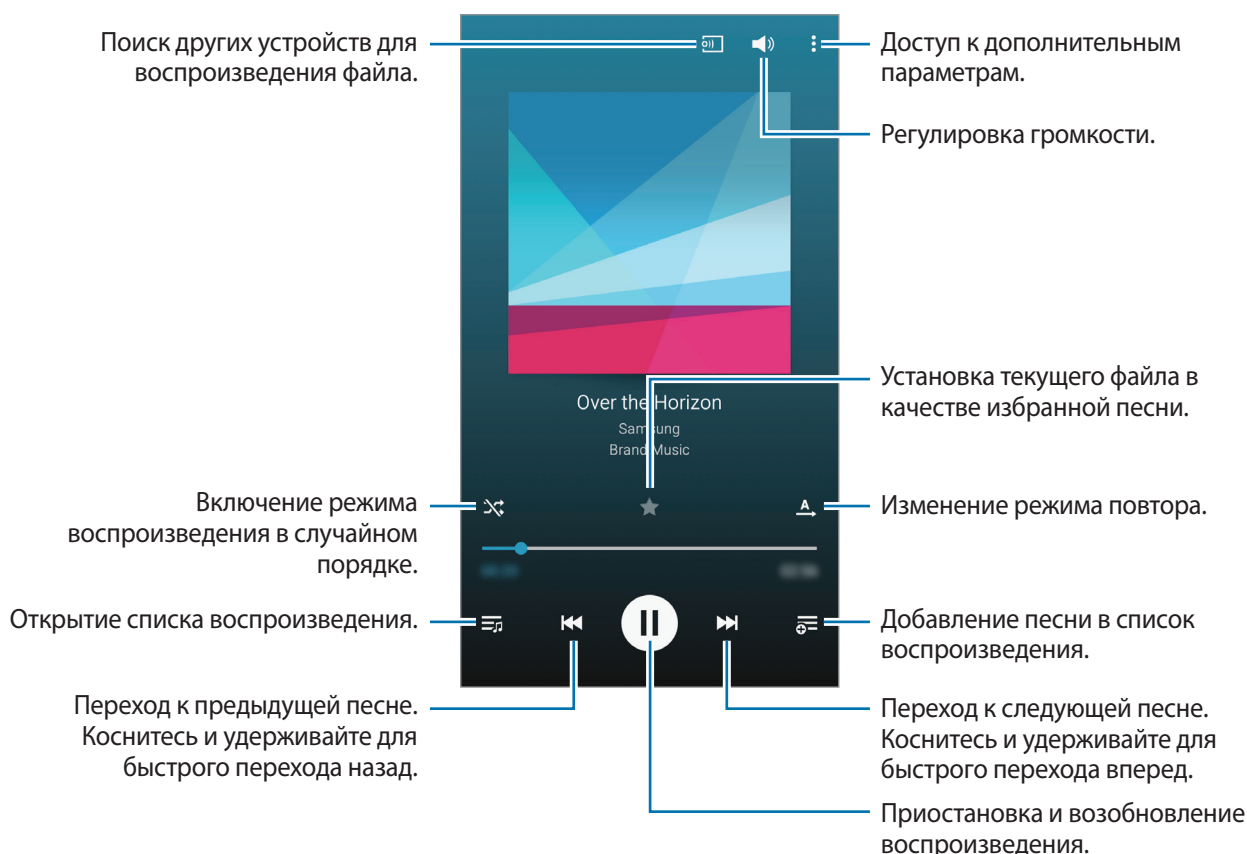 Поиск других устройств для
воспроизведения файла.
Доступ к дополнительным
параметрам.
Регулировка громкости.
Установка текущего файла в
качестве избранной песни.
Over the Horizon
Samsung
Brand Music
Включение режима
воспроизведения в случайном
порядке.
A
Изменение режима повтора.
Открытие списка воспроизведения.
Добавление песни в список
воспроизведения.
Переход к предыдущей песне.
Коснитесь и удерживайте для
быстрого перехода назад.
Переход к следующей песне.
Коснитесь и удерживайте для
быстрого перехода вперед.
Приостановка и возобновление
воспроизведения.